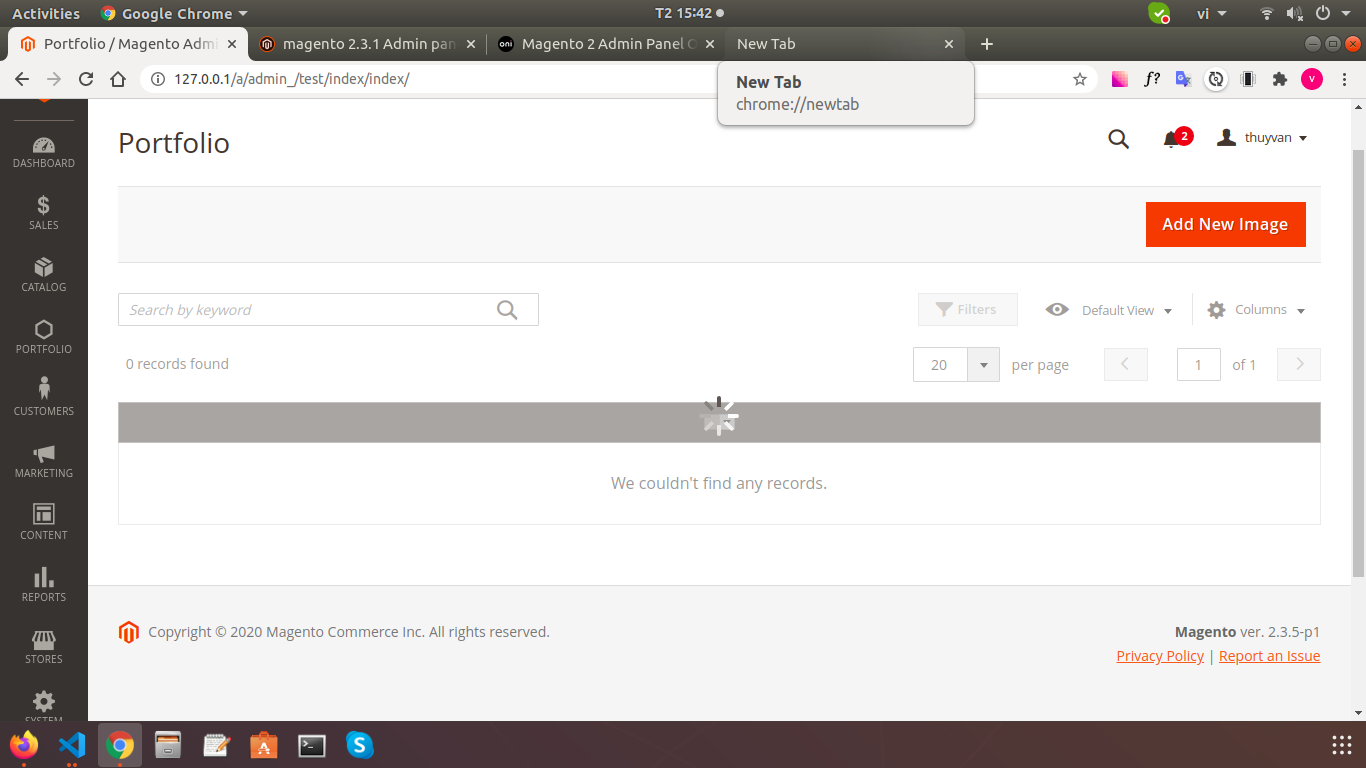 Activities Google Chrome T2 15:42 vi
Portfolio / Magento Admi magento 2.3.1 Admin pan oni Magento 2 Admin Panel C New Tab
127.0.0.1/a/admin_/test/index/index/ f? V
New Tab
chrome://newtab
Portfolio 2 thuyvan
DASHBOARD
SALES
CATALOG
PORTFOLIO
CUSTOMERS
MARKETING
CONTENT
REPORTS
STORES
SYSTEM
Add New Image
Search by keyword Filters Default View Columns
0 records found 20 per page 1 of 1
We couldn't find any records.
Copyright © 2020 Magento Commerce Inc. All rights reserved. Magento ver. 2.3.5-p1
Privacy Policy | Report an Issue